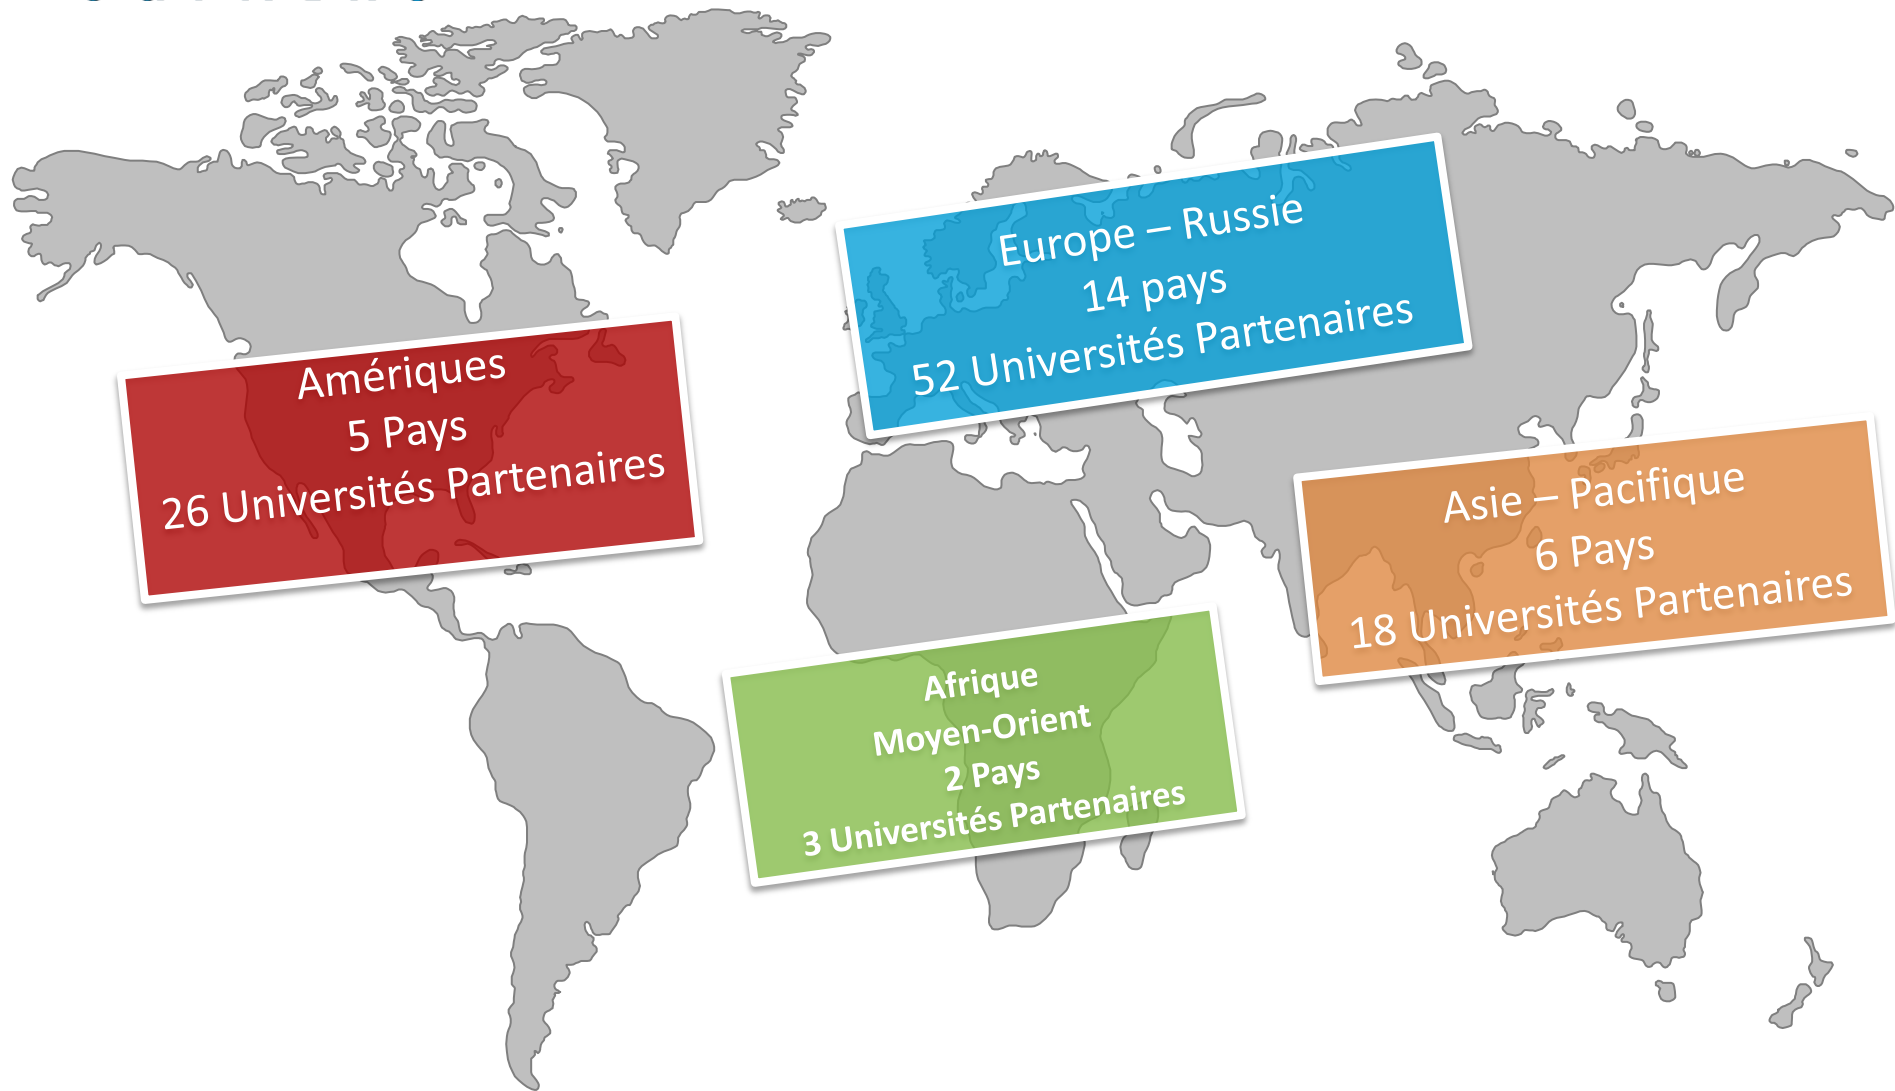 Europe – Russie
14 pays
52 Universités Partenaires
Amériques
5 Pays
26 Universités Partenaires
Asie – Pacifique
6 Pays
18 Universités Partenaires
Afrique
Moyen-Orient
2 Pays
3 Universités Partenaires